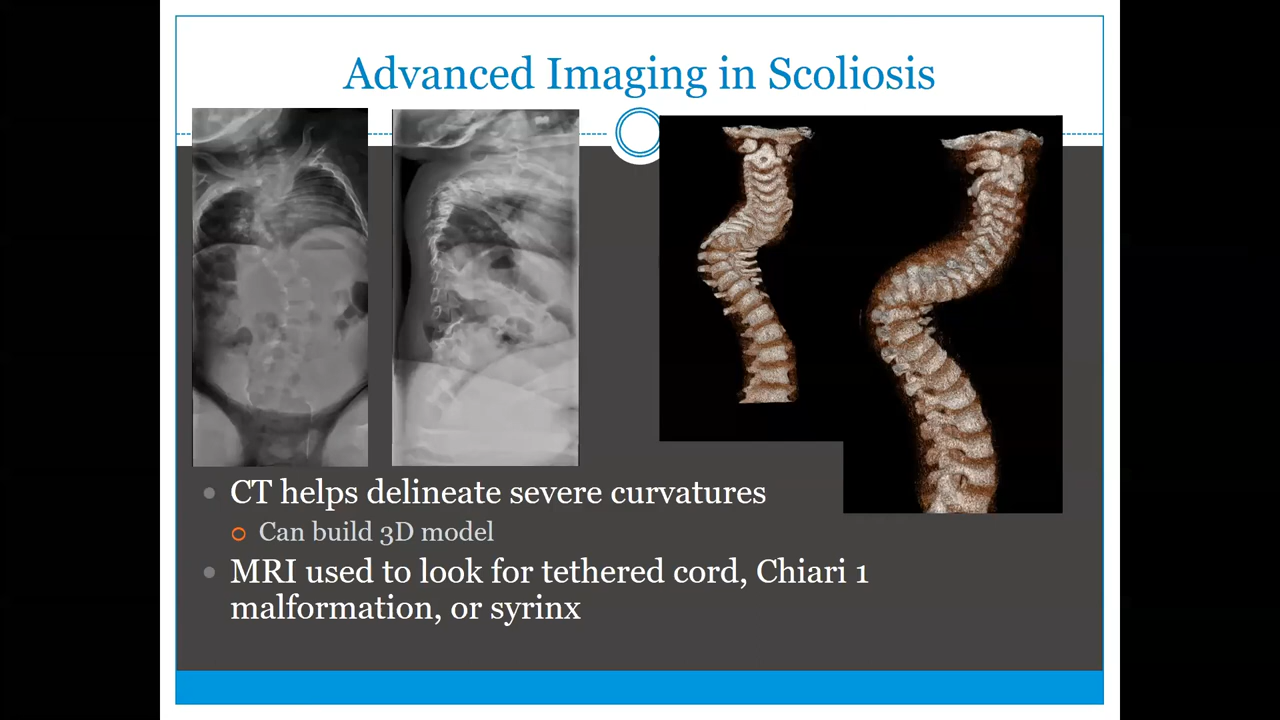 Advanced Imaging in Scoliosis
CT helps delineate severe curvatures
Can build 3D model
MRI used to look for tethered cord, Chiari 1
malformation, or syrinx